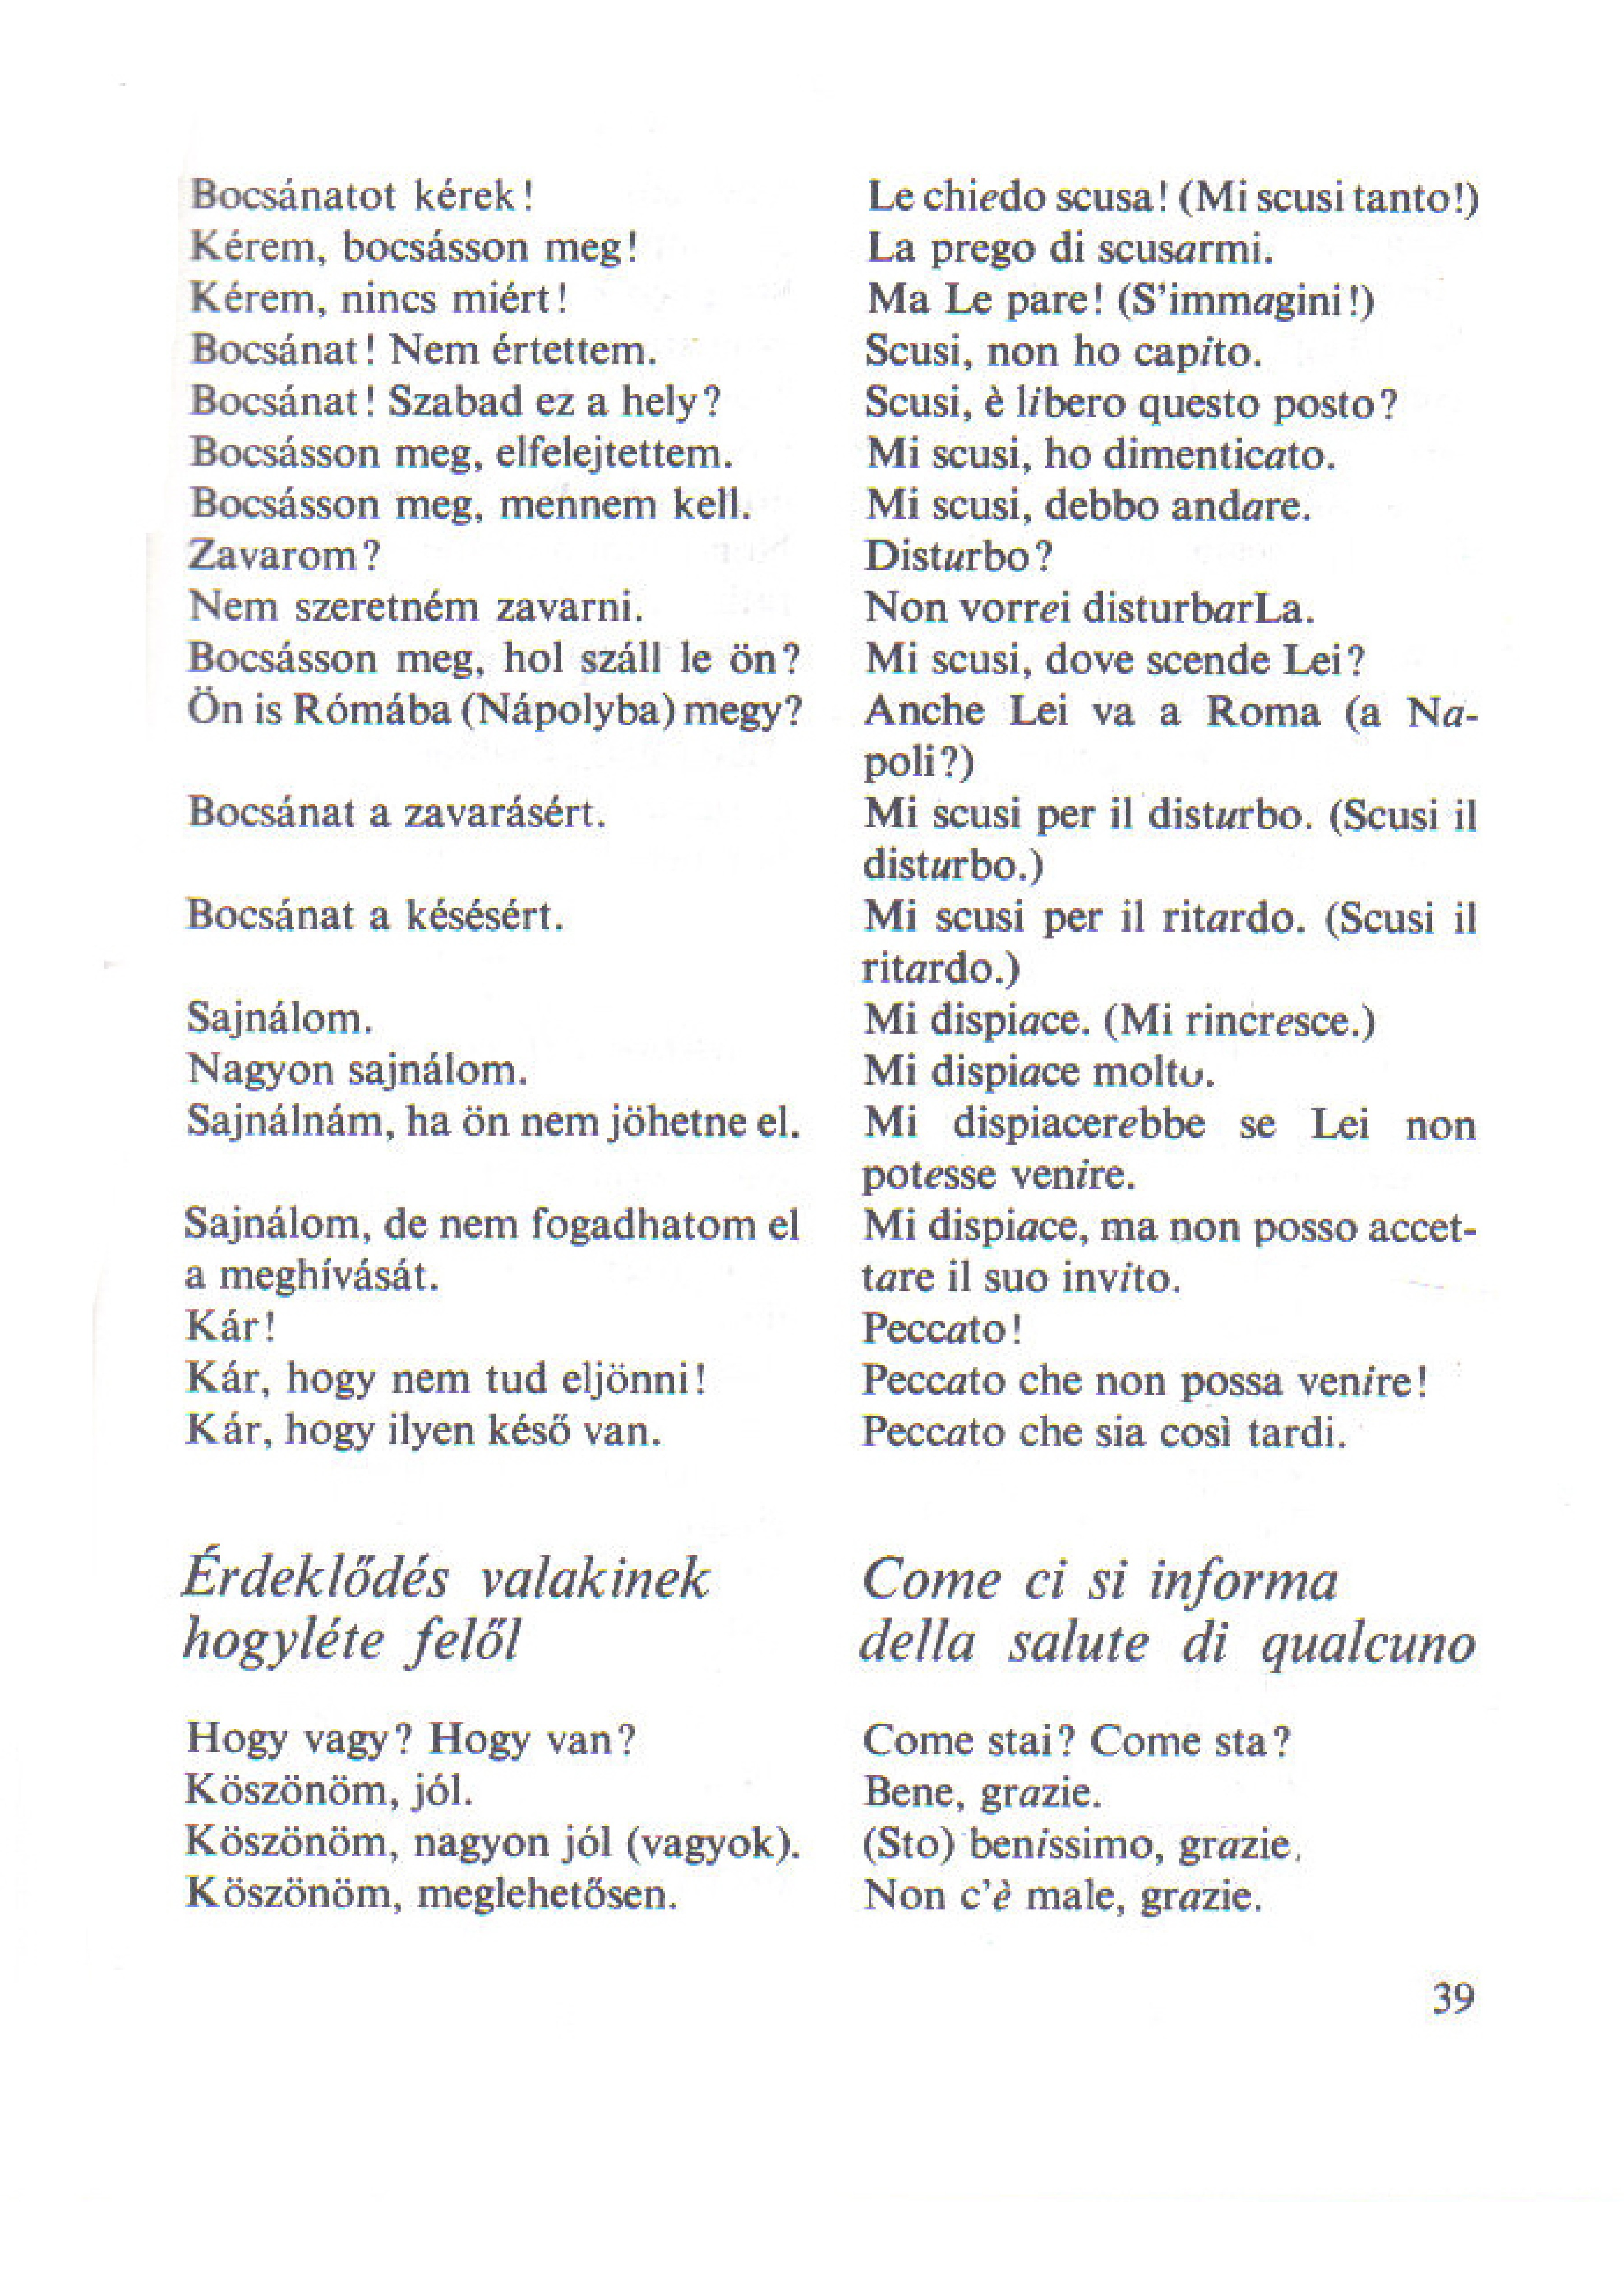 Bocsánatot kérek!
Kérem, bocsásson meg!
Kérem, nincs miért!
Bocsánat! Nem értettem.
Bocsánat! Szabad ez a hely?
Bocsásson meg, elfelejtettem.
Bocsásson meg, mennem kell.
Zavarom?
Nem szeretném zavarni.
Bocsásson meg, hol száll le ön?
Ön is Rómába (Nápolyba) megy?
Bocsánat a zavarásért.
Bocsánat a késésért.
Sajnálom.
Nagyon sajnálom.
Sajnálnám, ha ön nem jöhetne el.
Sajnálom, de nem fogadhatom el
a meghívását.
Kár!
Kár, hogy nem tud eljönni!
Kár, hogy ilyen késő van.
Le chiedo scusa! (Mi scusi tanto!)
La prego di scusarmi.
Ma Le pare! (S'immagini!)
Scusi, non ho capito.
Scusi, è libero questo posto?
Mi scusi, ho dimenticato.
Mi scusi, debbo andare.
Disturbo?
Non vorrei disturbarLa.
Mi scusi, dove scende Lei?
Anche Lei va a Roma (a Na-
poli?)
Mi scusi per il disturbo. (Scusi il
disturbo.)
Mi scusi per il ritardo. (Scusi il
ritardo.)
Mi dispiace. (Mi rincresce.)
Mi dispiace molto.
Mi dispiacerebbe se Lei non
potesse venire.
Mi dispiace, ma non posso accet-
tare il suo invito.
Peccato!
Peccato che non possa venire!
Peccato che sia così tardi.
Érdeklődés valakinek
hogyléte felől
Hogy vagy? Hogy van?
Köszönöm, jól.
Köszönöm, nagyon jól (vagyok).
Köszönöm, meglehetősen.
Come ci si informa
della salute di qualcuno
Come stai? Come sta?
Bene, grazie.
(Sto) benissimo, grazie.
Non c'è male, grazie.
39